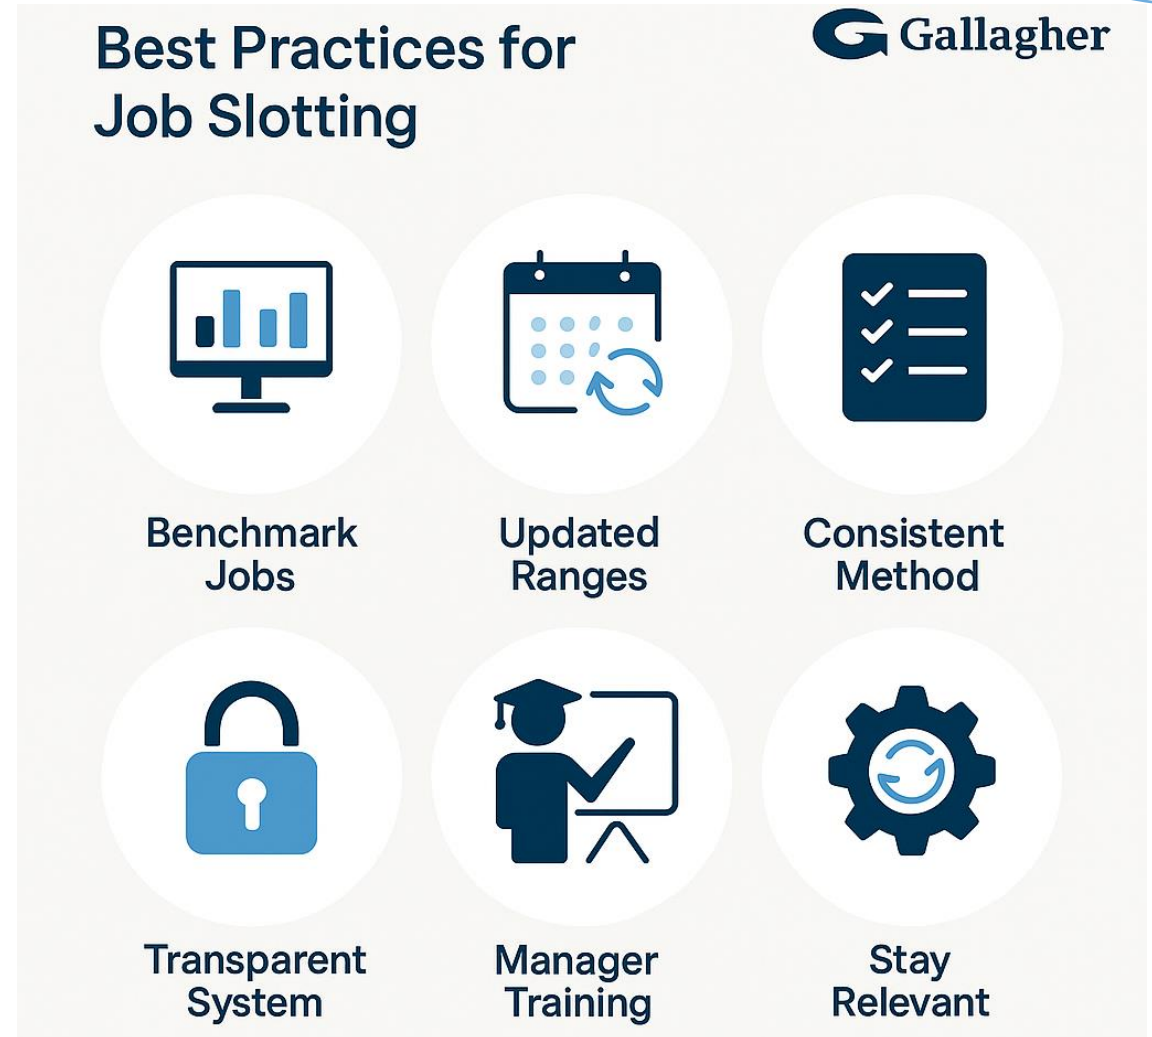 Best Practices for
Job Slotting
Gallagher
Benchmark
Jobs
Updated
Ranges
Consistent
Method
Transparent
System
Manager
Training
Stay
Relevant